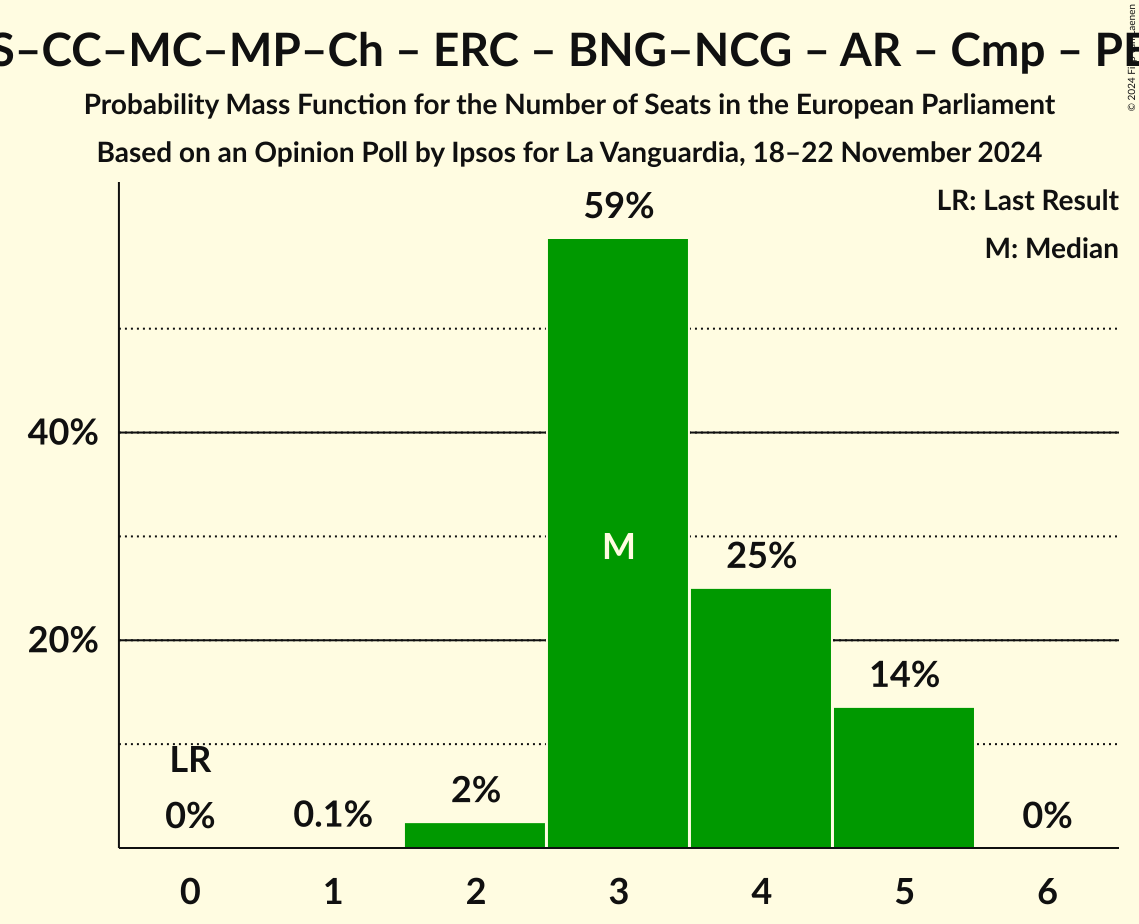 S–CC–MC–MP–Ch – ERC – BNG–NCG – AR – Cmp –
Probability Mass Function for the Number of Seats in the European Parliament
Based on an Opinion Poll by Ipsos for La Vanguardia, 18–22 November 2024
© 2024
LR: Last Result
M: Median
59%
40%
M
25%
20%
14%
LR
2%
0%
0.1%
0%
0 1 2 3 4 5 6